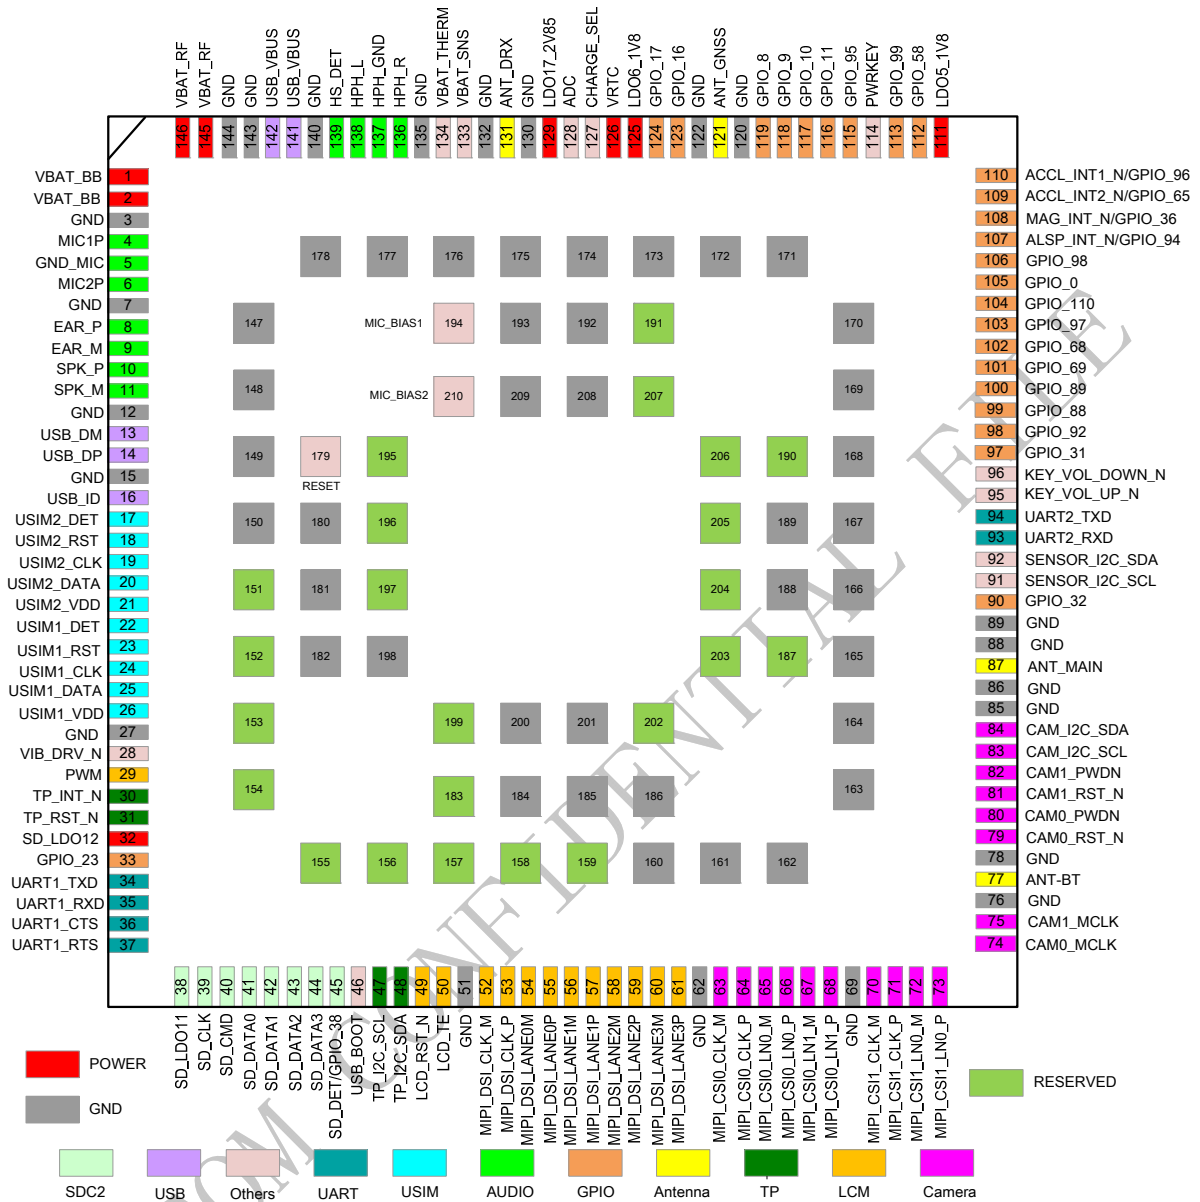 VBAT_RF
VBAT_RF
GND
GND
USB_VBUS
USB_VBUS
GND
HS_DET
HPH_L
HPH_GND
HPH_R
GND
VBAT_THERM
VBAT_SNS
GND
ANT_DRX
GND
LDO17_2V85
ADC
CHARGE_SEL
VRTC
LDO6_1V8
GPIO_17
GPIO_16
GND
ANT_GNSS
GND
GPIO_8
GPIO_9
GPIO_10
GPIO_11
GPIO_95
PWRKEY
GPIO_99
GPIO_58
LDO5_1V8
146 145 144 143 142 141 140 139 138 137 136 135 134 133 132 131 130 129 128 127 126 125 124 123 122 121 120 119 118 117 116 115 114 113 112 111
VBAT_BB 1
VBAT_BB 2
GND 3
MIC1P 4
GND_MIC 5
MIC2P 6
GND 7
EAR_P 8
EAR_M 9
SPK_P 10
SPK_M 11
GND 12
USB_DM 13
USB_DP 14
GND 15
USB_ID 16
USIM2_DET 17
USIM2_RST 18
USIM2_CLK 19
USIM2_DATA 20
USIM2_VDD 21
USIM1_DET 22
USIM1_RST 23
USIM1_CLK 24
USIM1_DATA 25
USIM1_VDD 26
GND 27
VIB_DRV_N 28
PWM 29
TP_INT_N 30
TP_RST_N 31
SD_LDO12 32
GPIO_23 33
UART1_TXD 34
UART1_RXD 35
UART1_CTS 36
UART1_RTS 37
178 177 176 175 174 173 172 171
147 MIC_BIAS1 194 193 192 191 170
148 MIC_BIAS2 210 209 208 207 169
149 179 195 206 190 168
RESET
150 180 196 205 189 167
151 181 197 204 188 166
152 182 198 203 187 165
153 199 200 201 202 164
154 183 184 185 186 163
155 156 157 158 159 160 161 162
110 ACCL_INT1_N/GPIO_96
109 ACCL_INT2_N/GPIO_65
108 MAG_INT_N/GPIO_36
107 ALSP_INT_N/GPIO_94
106 GPIO_98
105 GPIO_0
104 GPIO_110
103 GPIO_97
102 GPIO_68
101 GPIO_69
100 GPIO_89
99 GPIO_88
98 GPIO_92
97 GPIO_31
96 KEY_VOL_DOWN_N
95 KEY_VOL_UP_N
94 UART2_TXD
93 UART2_RXD
92 SENSOR_I2C_SDA
91 SENSOR_I2C_SCL
90 GPIO_32
89 GND
88 GND
87 ANT_MAIN
86 GND
85 GND
84 CAM_I2C_SDA
83 CAM_I2C_SCL
82 CAM1_PWDN
81 CAM1_RST_N
80 CAM0_PWDN
79 CAM0_RST_N
78 GND
77 ANT-BT
76 GND
75 CAM1_MCLK
74 CAM0_MCLK
38 39 40 41 42 43 44 45 46 47 48 49 50 51 52 53 54 55 56 57 58 59 60 61 62 63 64 65 66 67 68 69 70 71 72 73
SD_LDO11
SD_CLK
SD_CMD
SD_DATA0
SD_DATA1
SD_DATA2
SD_DATA3
SD_DET/GPIO_38
USB_BOOT
TP_I2C_SCL
TP_I2C_SDA
LCD_RST_N
LCD_TE
GND
MIPI_DSI_CLK_M
MIPI_DSI_CLK_P
MIPI_DSI_LANE0M
MIPI_DSI_LANE0P
MIPI_DSI_LANE1M
MIPI_DSI_LANE1P
MIPI_DSI_LANE2M
MIPI_DSI_LANE2P
MIPI_DSI_LANE3M
MIPI_DSI_LANE3P
GND
MIPI_CSI0_CLK_M
MIPI_CSI0_CLK_P
MIPI_CSI0_LN0_M
MIPI_CSI0_LN0_P
MIPI_CSI0_LN1_M
MIPI_CSI0_LN1_P
GND
MIPI_CSI1_CLK_M
MIPI_CSI1_CLK_P
MIPI_CSI1_LN0_M
MIPI_CSI1_LN0_P
POWER
GND
RESERVED
SDC2
USB
Others
UART
USIM
AUDIO
GPIO
Antenna
TP
LCM
Camera
CONFIDENTIAL FILE